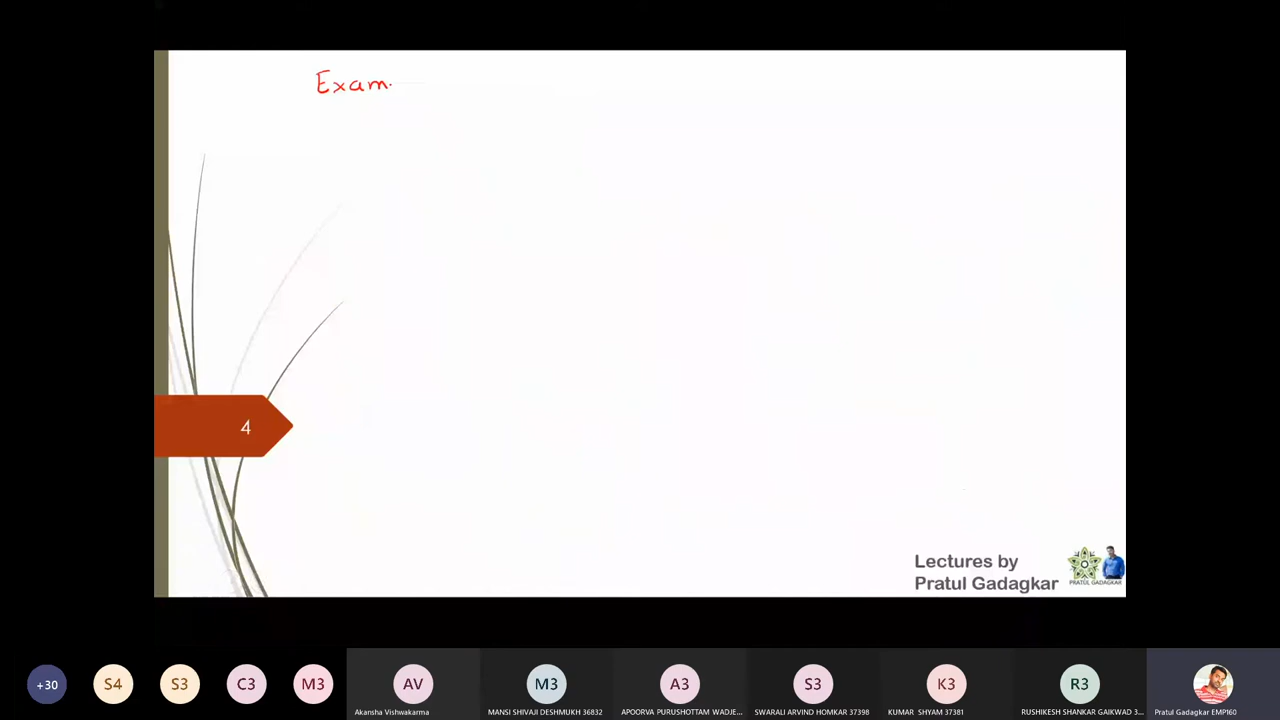 Exam.
4
Lectures by
Pratul Gadagkar
PRATUL GADAGKAR
+30
S4
S3
C3
M3
AV
M3
A3
S3
K3
R3
Akansha Vishwakarma
MANSI SHIVAJI DESHMUKH 36832
APOORVA PURUSHOTTAM WADJE...
SWARALI ARVIND HOMKAR 37398
KUMAR SHYAM 37381
RUSHIKESH SHANKAR GAIKWAD 3...
Pratul Gadagkar EMP160